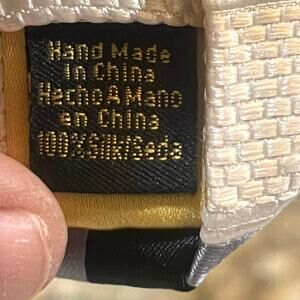 Hand Made
in China
Hecho A Mano
en China
100% Silk/Seda